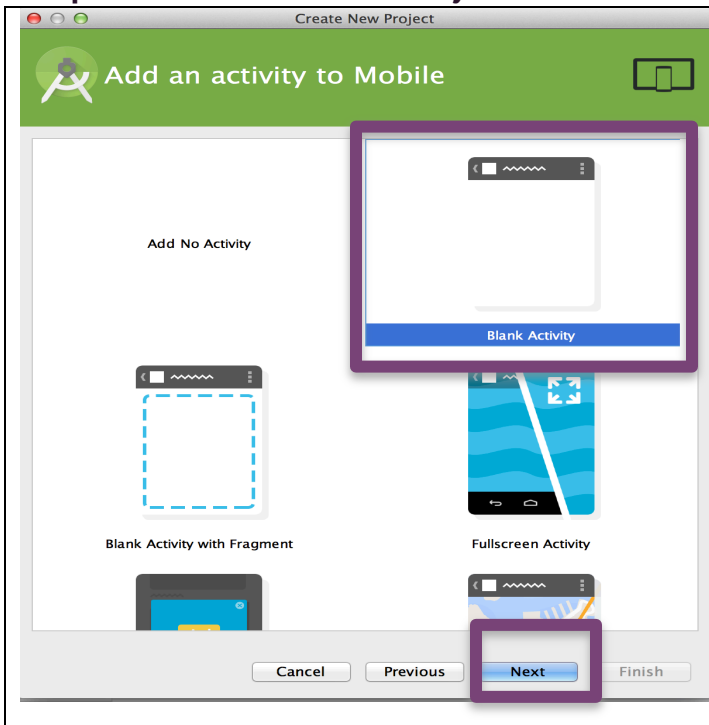 Create New Project
Add an activity to Mobile
Add No Activity
Blank Activity
Blank Activity with Fragment
Fullscreen Activity
Cancel
Previous
Next
Finish